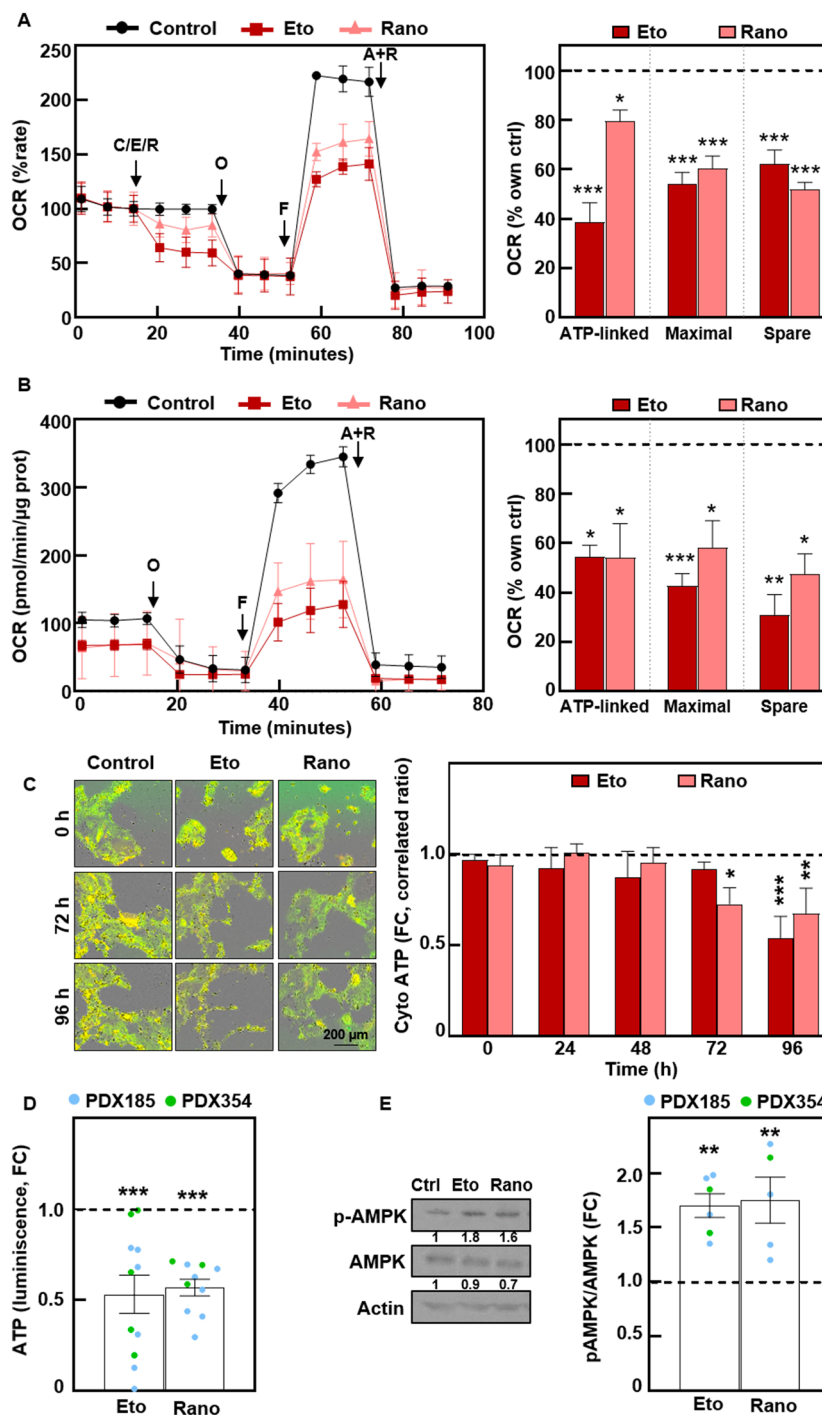 A
Control Eto Rano
OCR (%rate)
250
200
150
100
50
0
C/E/R
O
F
A+R
0 20 40 60 80 100
Time (minutes)
Eto Rano
OCR (% own ctrl)
100
80
60
40
20
0
*** *
*** ***
*** ***
ATP-linked Maximal Spare
B
Control Eto Rano
OCR (pmol/min/µg prot)
400
300
200
100
0
O
F
A+R
0 20 40 60 80
Time (minutes)
Eto Rano
OCR (% own ctrl)
100
80
60
40
20
0
* *
*** *
** *
ATP-linked Maximal Spare
C
Control Eto Rano
0 h
72 h
96 h
200 µm
Eto Rano
Cyto ATP (FC, correlated ratio)
1.0
0.5
0
*
*** **
0 24 48 72 96
Time (h)
D
PDX185 PDX354
ATP (luminiscence, FC)
1.0
0.5
0
*** ***
Eto Rano
E
Ctrl Eto Rano
p-AMPK
1 1.8 1.6
AMPK
1 0.9 0.7
Actin
PDX185 PDX354
pAMPK/AMPK (FC)
2.0
1.5
1.0
0.5
0
** **
Eto Rano